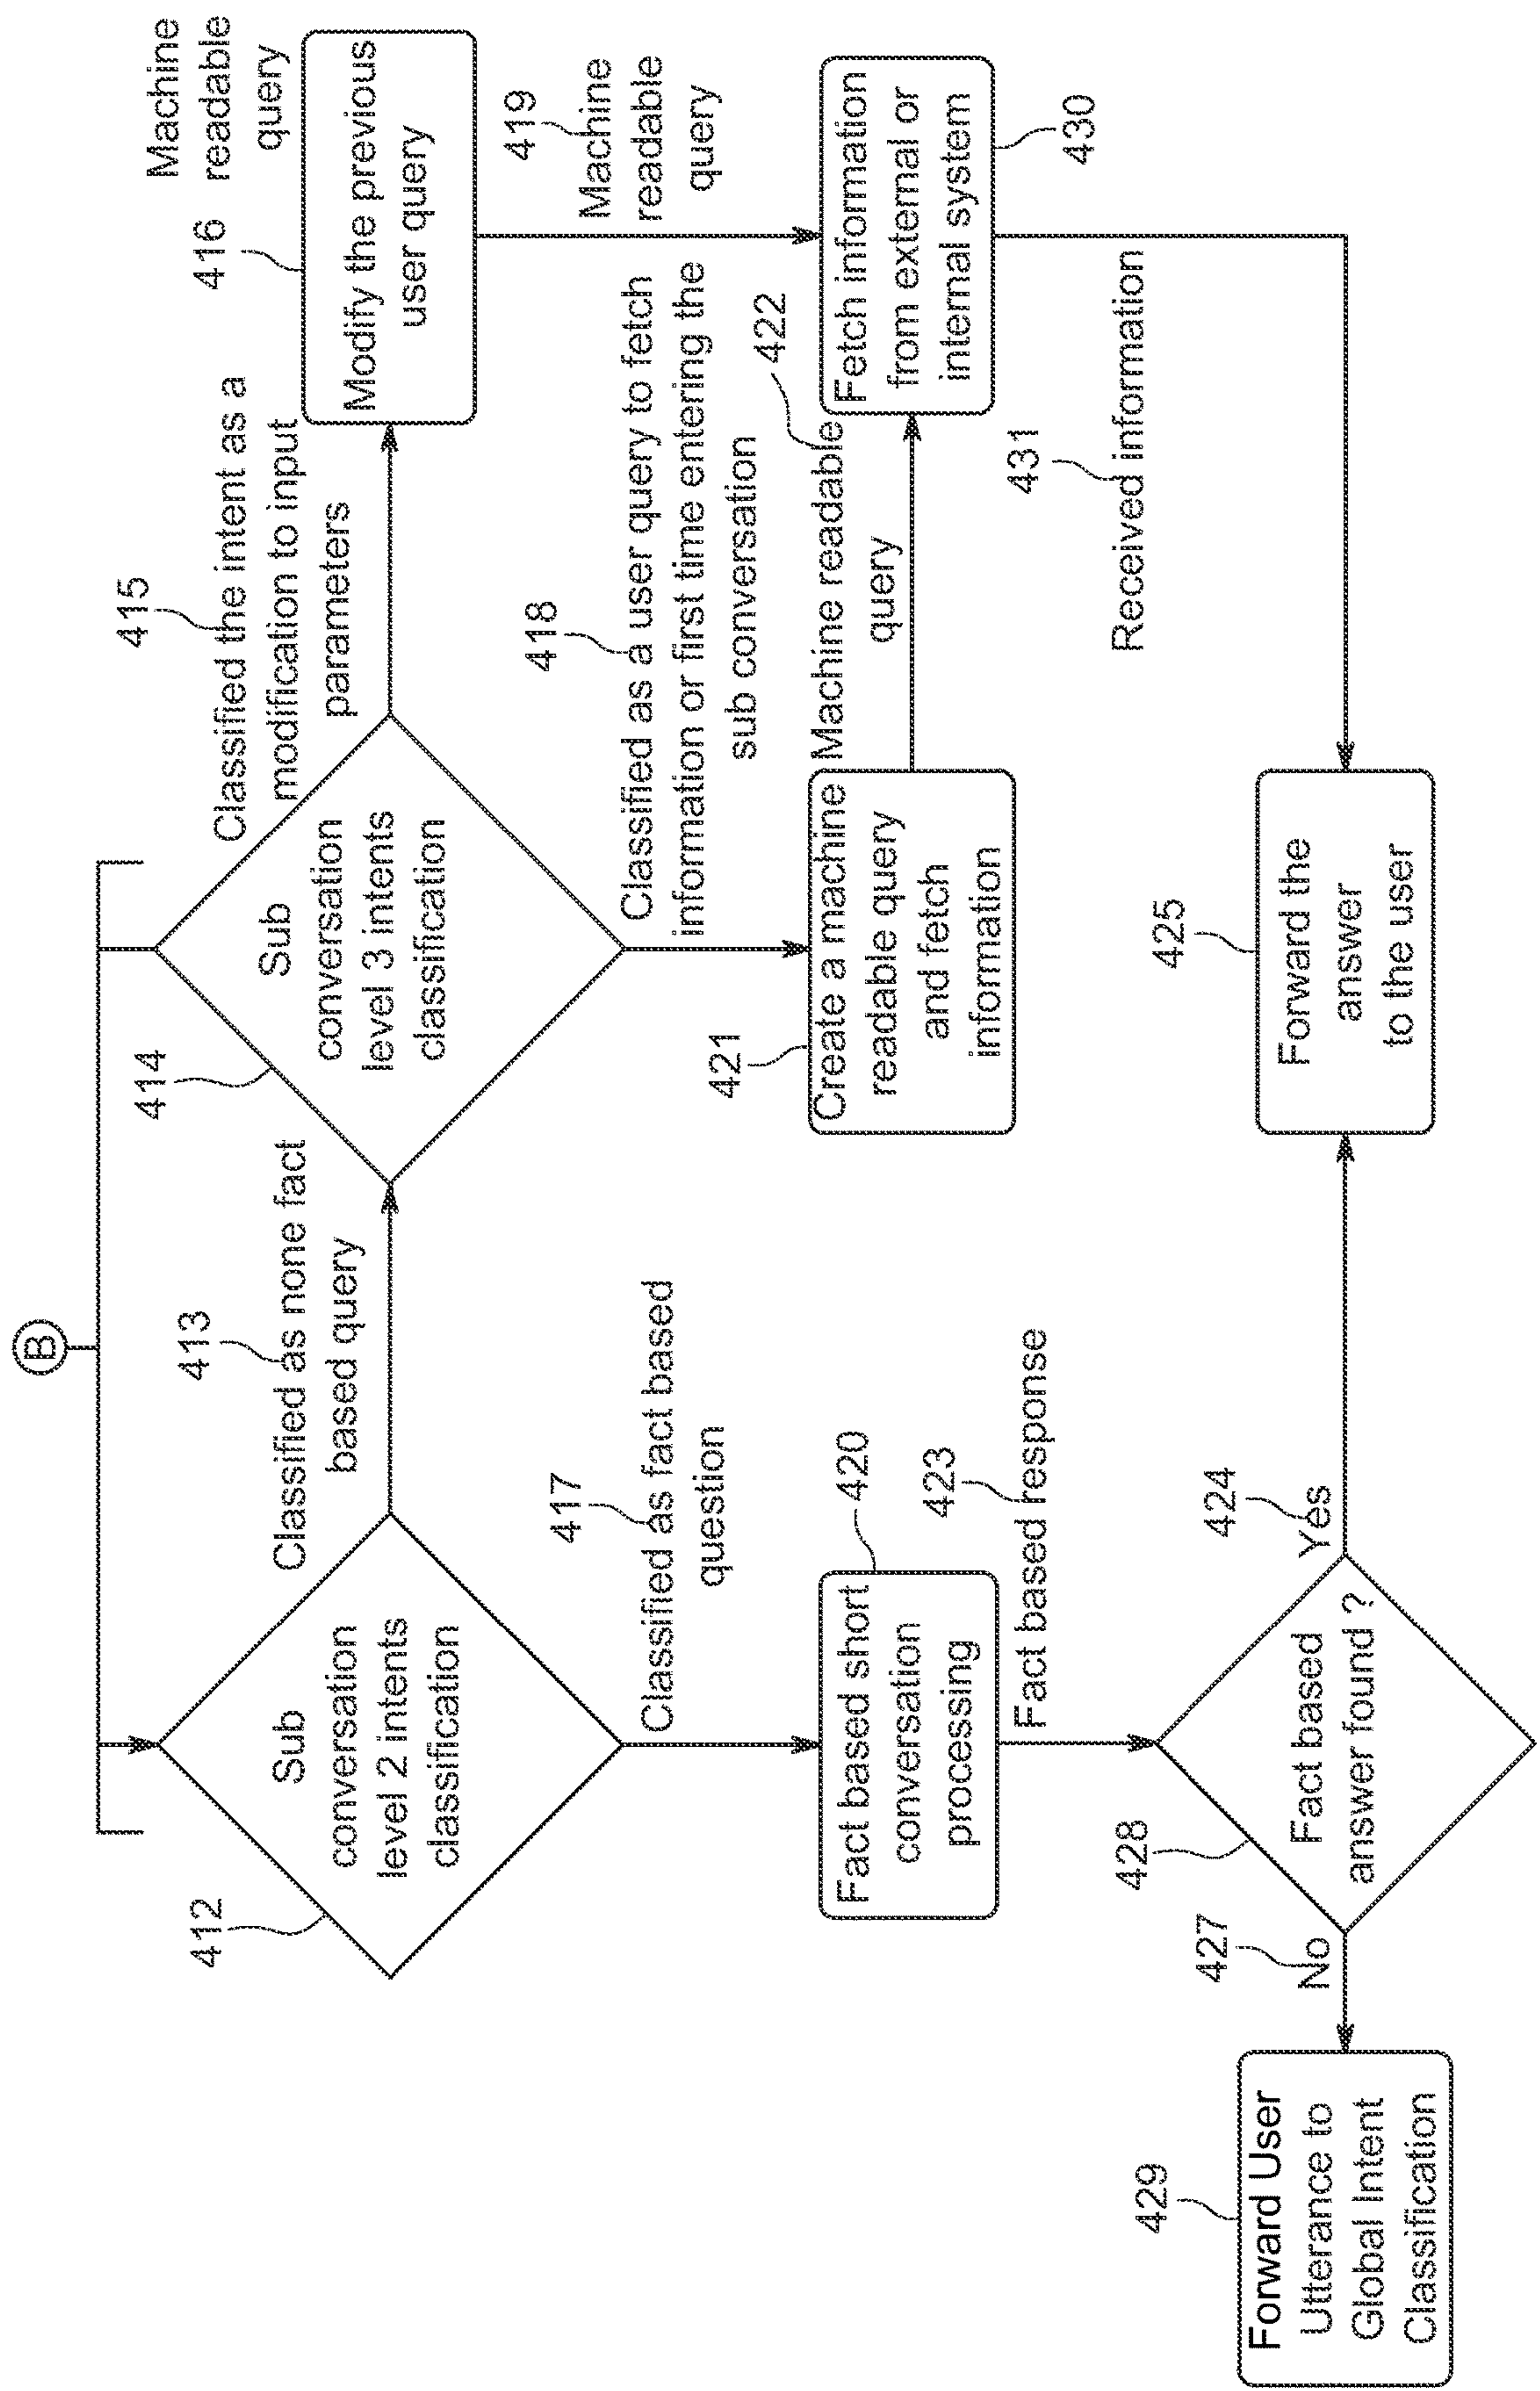 B
412
Sub
conversation
level 2 intents
classification
413
Classified as none fact
based query
414
Sub
conversation
level 3 intents
classification
415
Classified the intent as a
modification to input
parameters
416
Machine
readable
query
Modify the previous
user query
417
Classified as fact based
question
418
Classified as a user query to fetch
information or first time entering the
sub conversation
419
Machine
readable
query
420
Fact based short
conversation
processing
421
Create a machine
readable query
and fetch
information
422
Machine readable
query
Fetch information
from external or
internal system
430
423
Fact based response
431
Received information
429
Forward User
Utterance to
Global Intent
Classification
427
No
428
Fact based
answer found ?
424
Yes
425
Forward the
answer
to the user